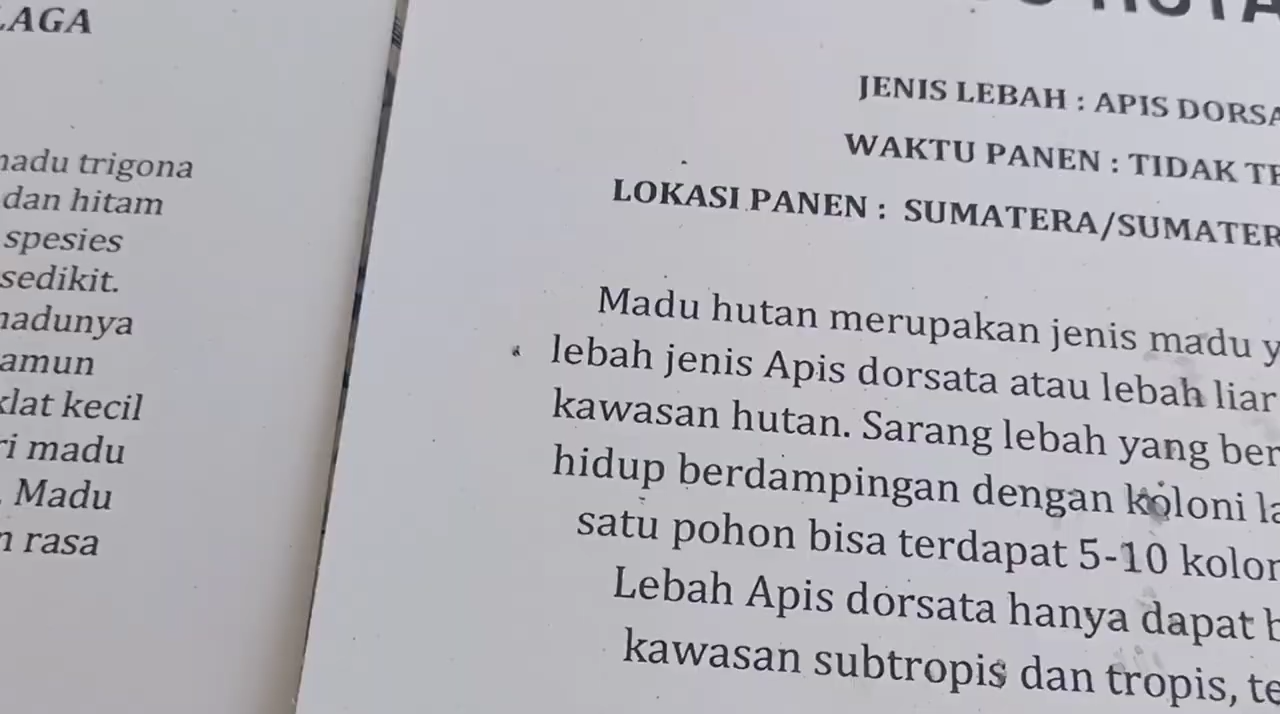 LAGA
madu trigona
dan hitam
spesies
sedikit.
madunya
klat kecil
ri madu
. Madu
rasa
HUTA
JENIS LEBAH : APIS DORSA
WAKTU PANEN : TIDAK TE
LOKASI PANEN : SUMATERA/SUMATER
Madu hutan merupakan jenis madu y
lebah jenis Apis dorsata atau lebah liar
kawasan hutan. Sarang lebah yang ber
hidup berdampingan dengan koloni la
satu pohon bisa terdapat 5-10 kolon
Lebah Apis dorsata hanya dapat b
kawasan subtropis dan tropis, te